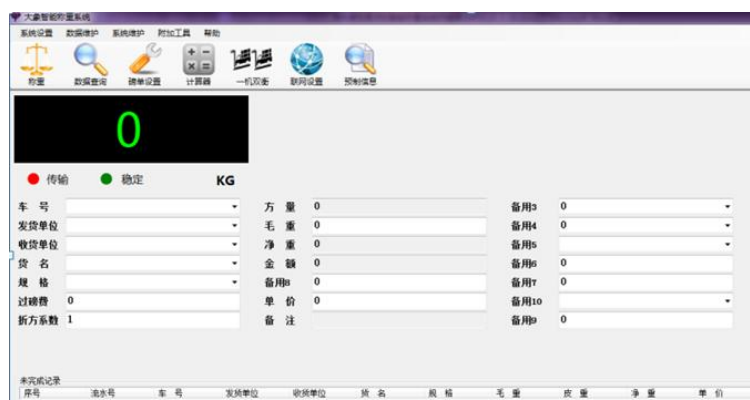 大象智能称重系统
系统设置 数据维护 系统维护 附加工具 帮助
称重 数据查询 磅单设置 计算器 一机双衡 联网设置 预制信息
0
传输 稳定 KG
车 号 方 量 0 备用3 0
发货单位 毛 重 0 备用4 0
收货单位 净 重 0 备用5
货 名 金 额 0 备用6 0
规 格 备用8 0 备用7 0
过磅费 0 单 价 0 备用10
折方系数 1 备 注 备用9 0
未完成记录
序号 流水号 车 号 发货单位 收货单位 货 名 规 格 毛 重 皮 重 净 重 单 价